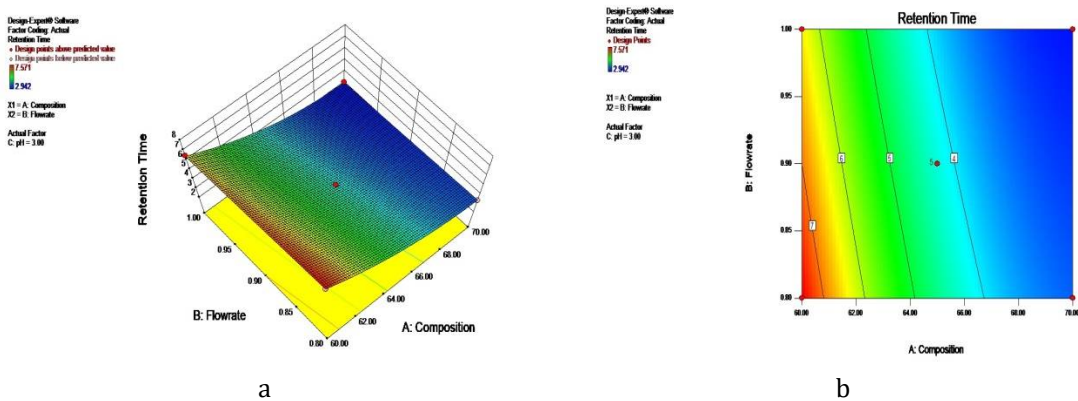 Design-Expert® Software
Factor Coding: Actual
Retention Time
Design points above predicted value
Design points below predicted value
7.571
2.942
X1 = A: Composition
X2 = B: Flowrate
Actual Factor
C: pH = 3.00
Retention Time
8
7
6
5
4
3
2
1.00
0.95
0.90
0.85
0.80
B: Flowrate
60.00
62.00
64.00
66.00
68.00
70.00
A: Composition
a
Design-Expert® Software
Factor Coding: Actual
Retention Time
Design Points
7.571
2.942
X1 = A: Composition
X2 = B: Flowrate
Actual Factor
C: pH = 3.00
Retention Time
B: Flowrate
1.00
0.95
0.90
0.85
0.80
7
6
5
5
4
60.00
62.00
64.00
66.00
68.00
70.00
A: Composition
b